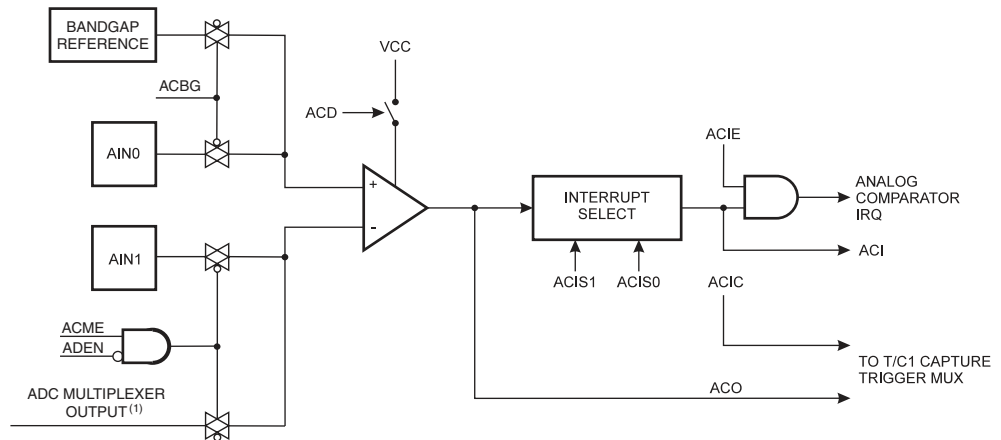 BANDGAP
REFERENCE
VCC
ACBG
ACD
AIN0
ACIE
+
INTERRUPT
SELECT
ANALOG
COMPARATOR
IRQ
-
AIN1
ACI
ACIS1 ACIS0 ACIC
ACME
ADEN
TO T/C1 CAPTURE
TRIGGER MUX
ADC MULTIPLEXER
OUTPUT (1)
ACO